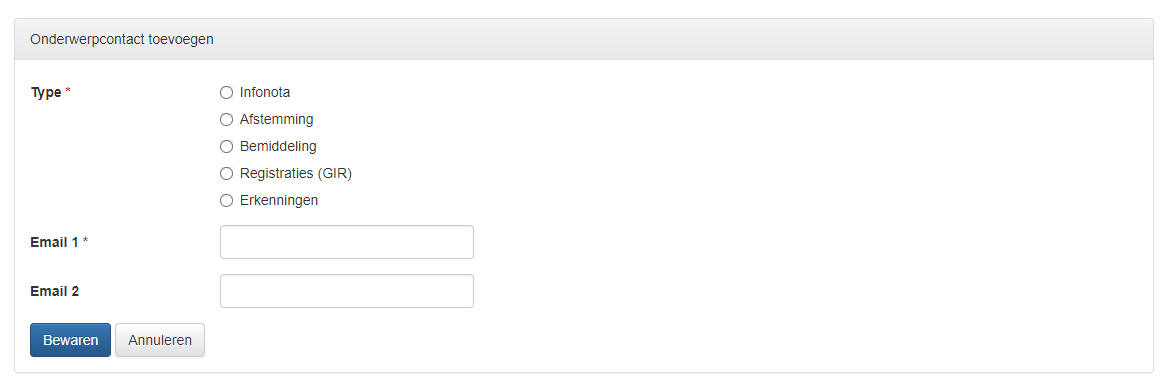 Onderwerpcontact toevoegen
Type *
Infonota
Afstemming
Bemiddeling
Registraties (GIR)
Erkenningen
Email 1 *
Email 2
Bewaren Annuleren